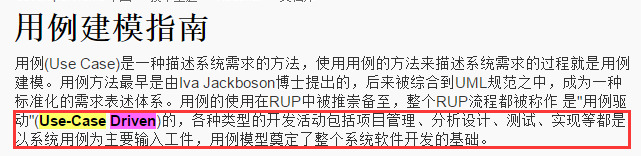 用例建模指南
用例(Use Case)是一种描述系统需求的方法，使用用例的方法来描述系统需求的过程就是用例
建模。用例方法最早是由Iva Jackboson博士提出的，后来被综合到UML规范之中，成为一种
标准化的需求表述体系。用例的使用在RUP中被推崇备至，整个RUP流程都被称作 是"用例驱
动"(Use-Case Driven)的，各种类型的开发活动包括项目管理、分析设计、测试、实现等都是
以系统用例为主要输入工件，用例模型奠定了整个系统软件开发的基础。